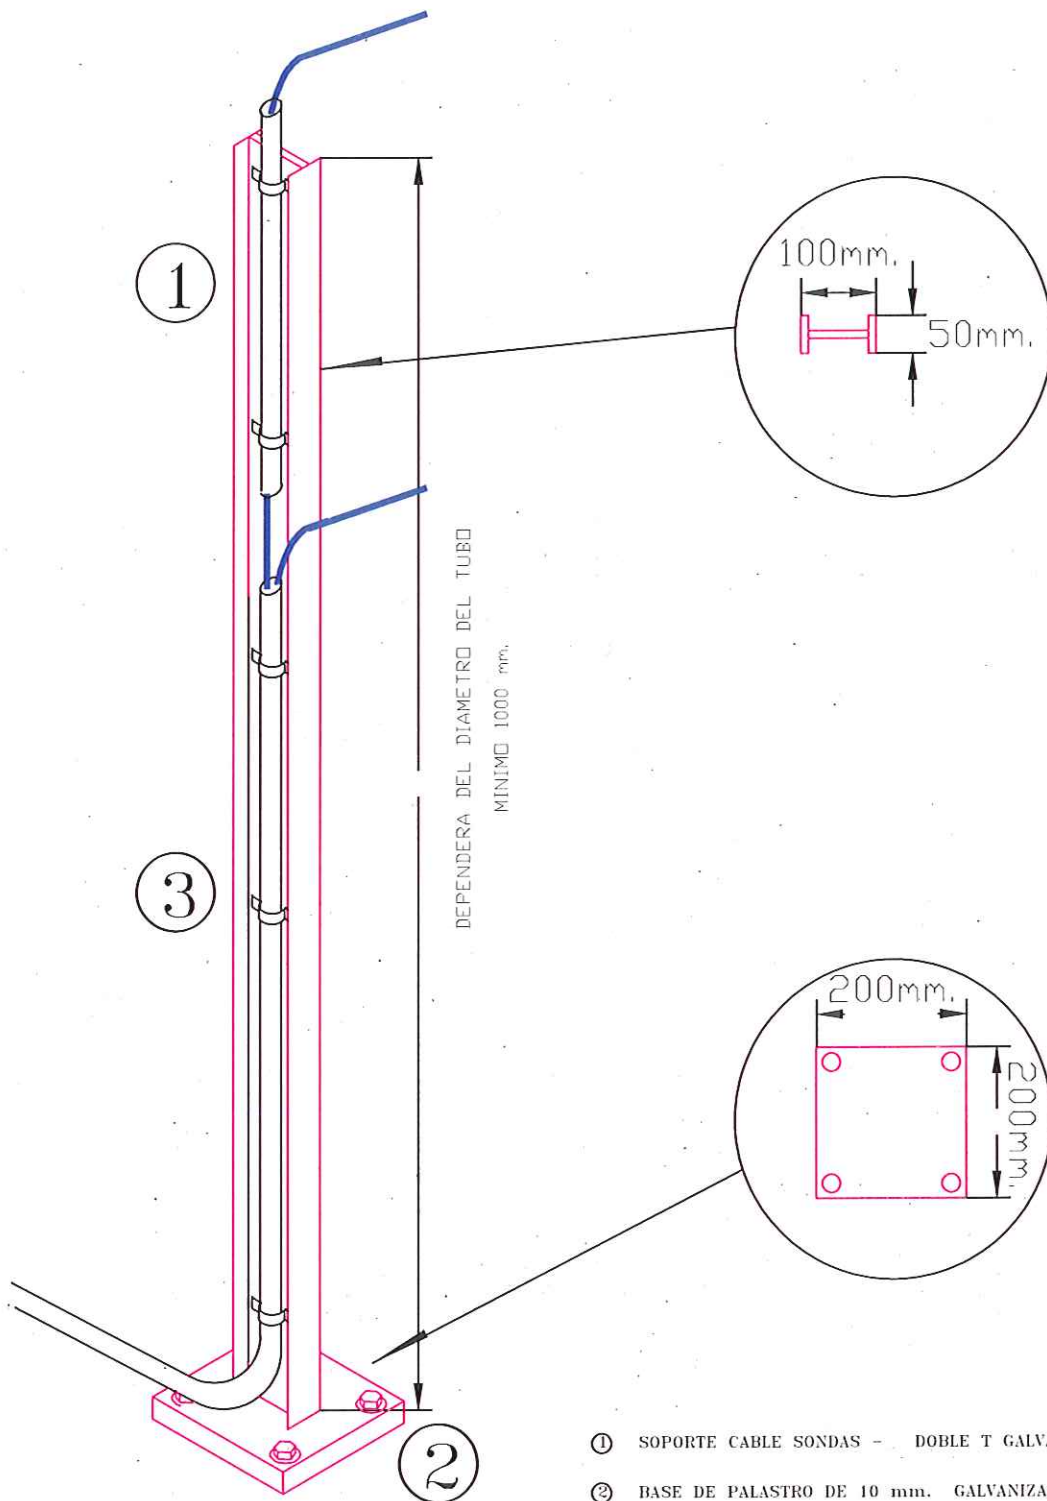 1
100mm.
50mm.
DEPENDERA DEL DIAMETRO DEL TUBO
MINIMO 1000 mm.
3
200mm.
200mm.
2
① SOPORTE CABLE SONDAS - DOBLE T GALVA
② BASE DE PALASTRO DE 10 mm. GALVANIZA